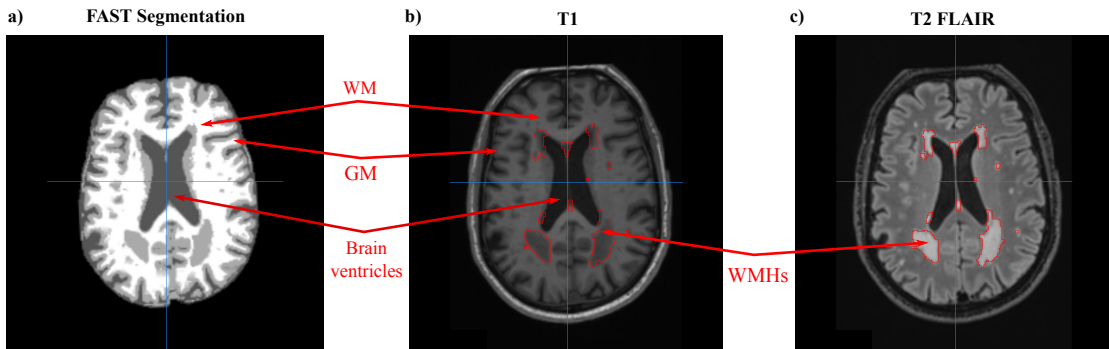 a)
FAST Segmentation
b)
T1
c)
T2 FLAIR
WM
GM
Brain
ventricles
WMHs